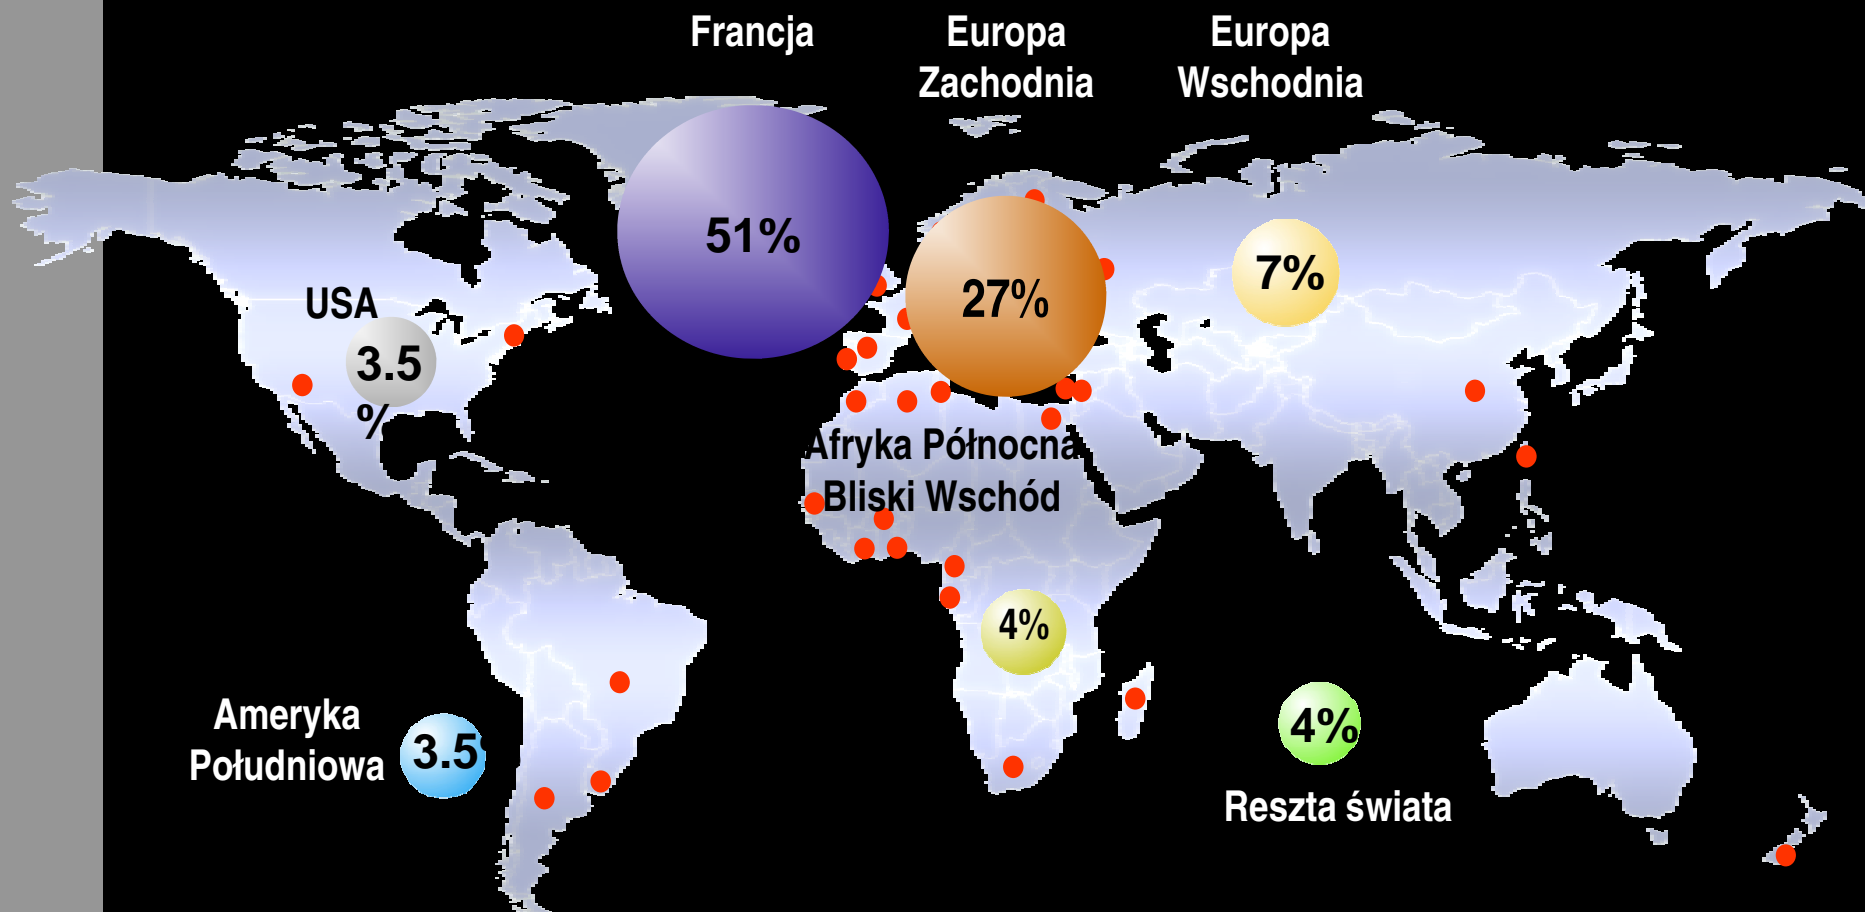 Francja
Europa
Zachodnia
Europa
Wschodnia
51%
27%
7%
USA
3.5
%
Afryka Północna
Bliski Wschód
4%
Ameryka
Południowa
3.5
4%
Reszta świata